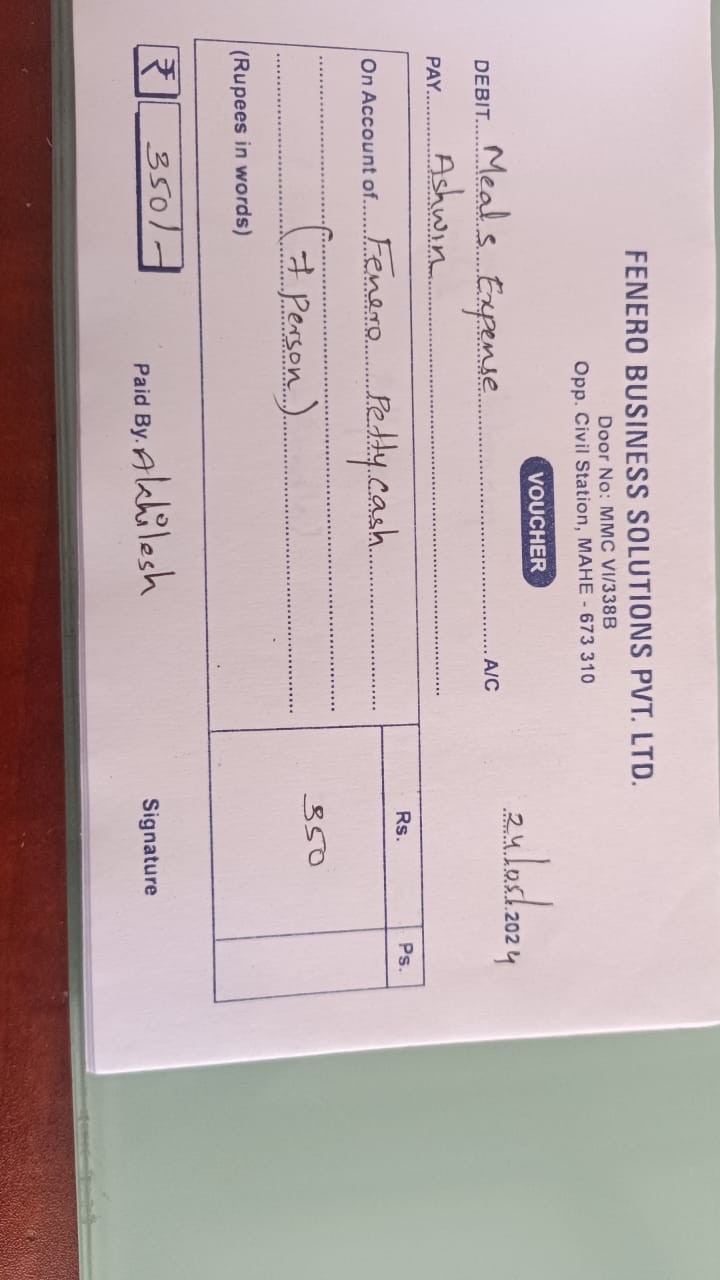 FENERO BUSINESS SOLUTIONS PVT. LTD.
Door No: MMC VI/338B
Opp. Civil Station, MAHE - 673 310
VOUCHER
24/05/2024
DEBIT Meals Expense A/C
PAY Ashwin
Rs. Ps.
On Account of Fenero Petty cash
(7 person) 350
(Rupees in words)
₹ 350/-
Paid By. Akhilesh
Signature